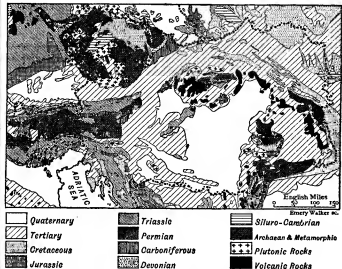 ADRIATIC
SEA
English Miles
0 50 100 150
Emery Walker sc.
Quaternary
Tertiary
Cretaceous
Jurassic
Triassic
Permian
Carboniferous
Devonian
Siluro-Cambrian
Archaean & Metamorphic
Plutonic Rocks
Volcanic Rocks